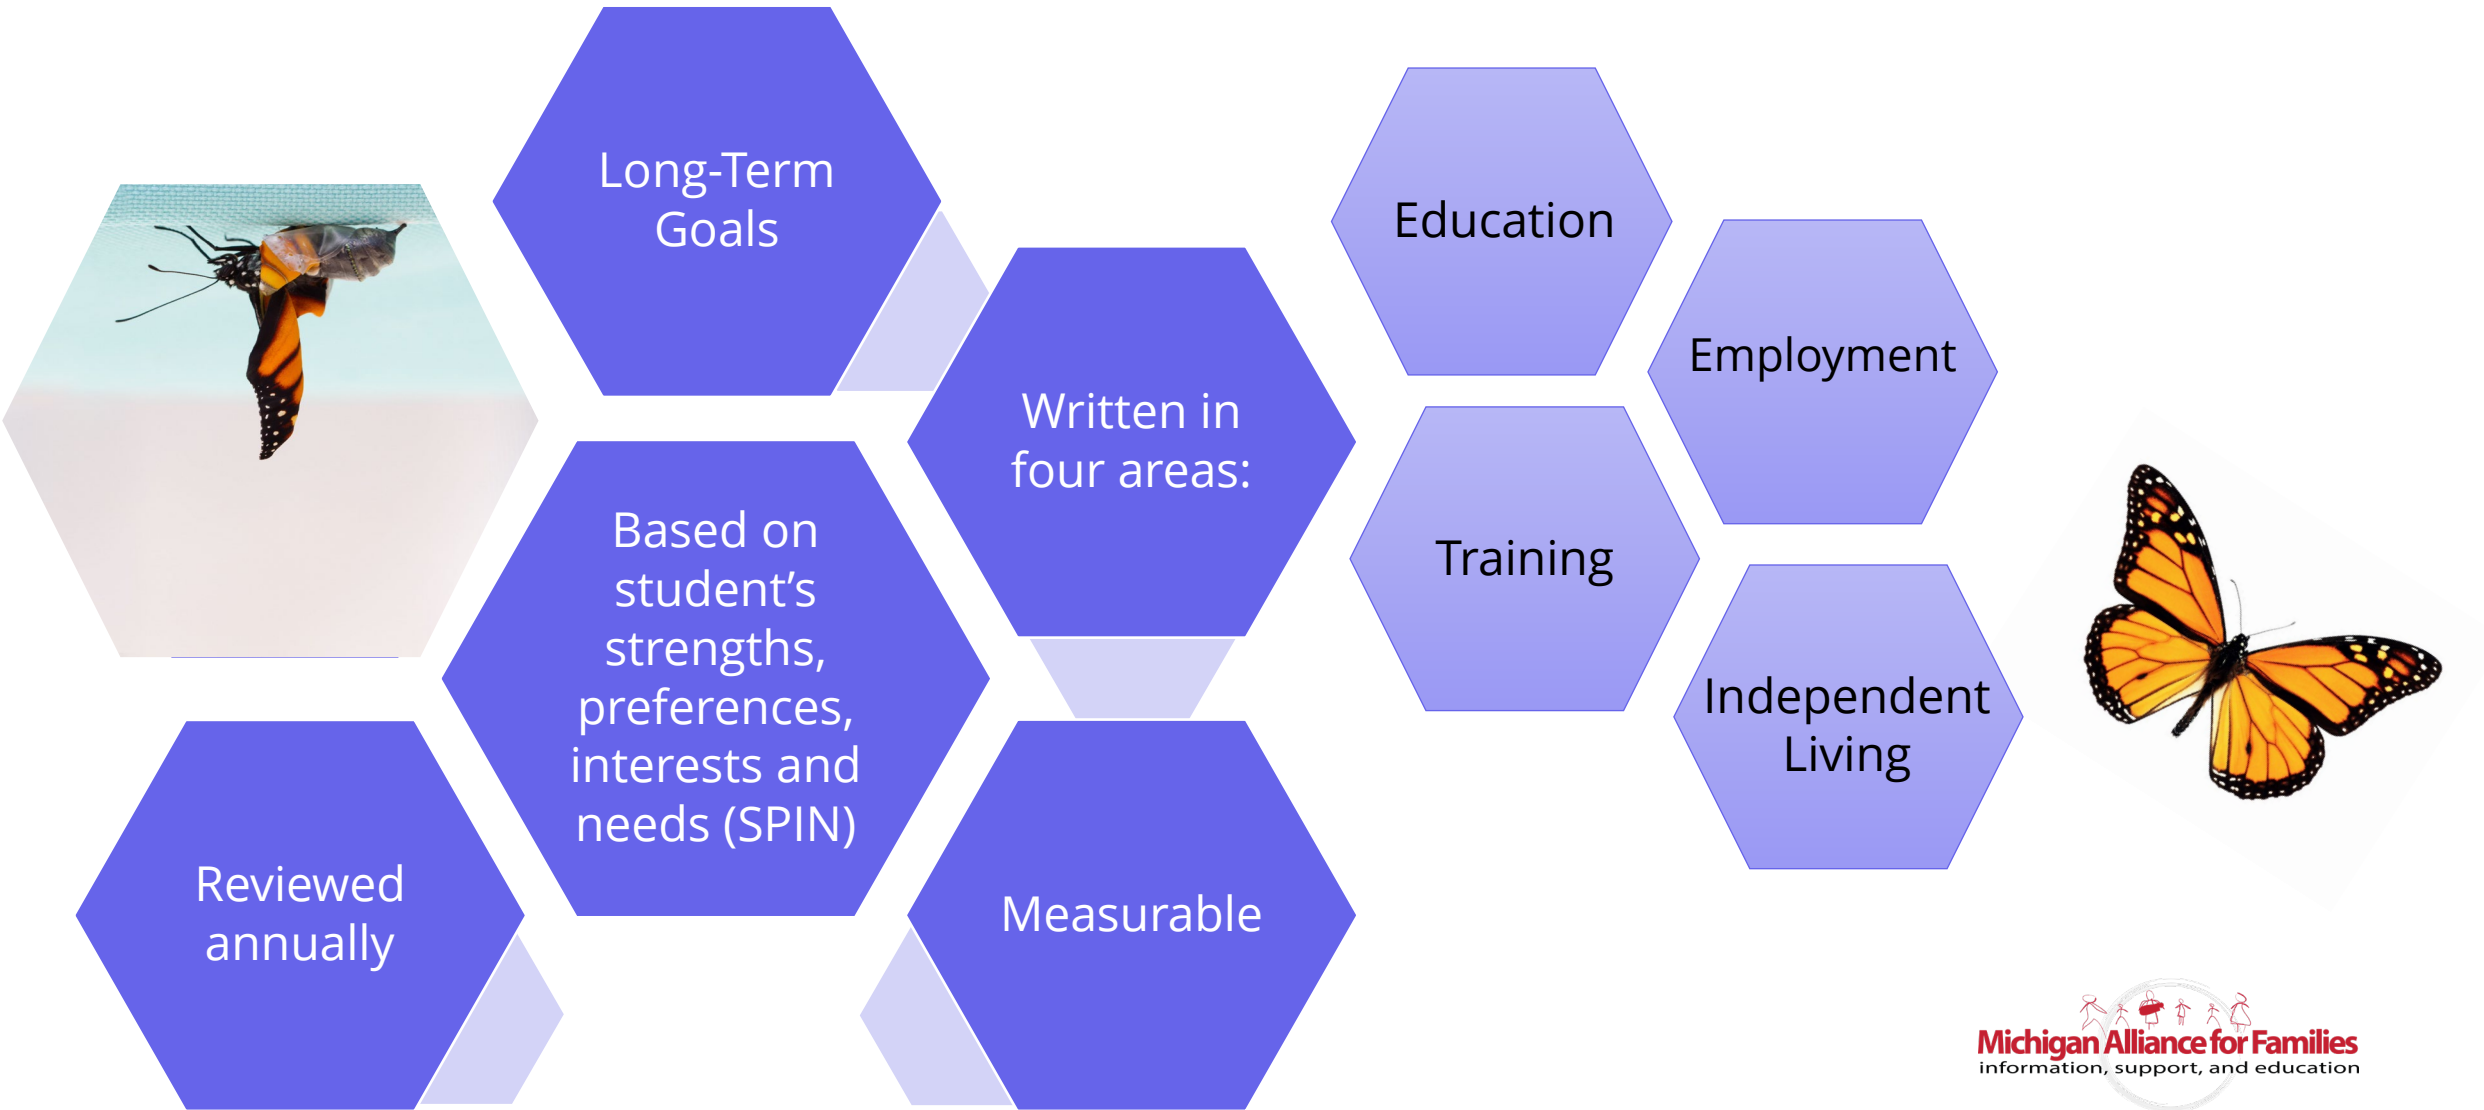 Long-Term
Goals
Written in
four areas:
Based on
student’s
strengths,
preferences,
interests and
needs (SPIN)
Measurable
Reviewed
annually
Education
Employment
Training
Independent
Living
Michigan Alliance for Families
information, support, and education